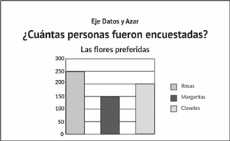 Eje Datos y Azar
¿Cuántas personas fueron encuestadas?
Las flores preferidas
300
250
200
150
100
50
0
Rosas
Margaritas
Claveles